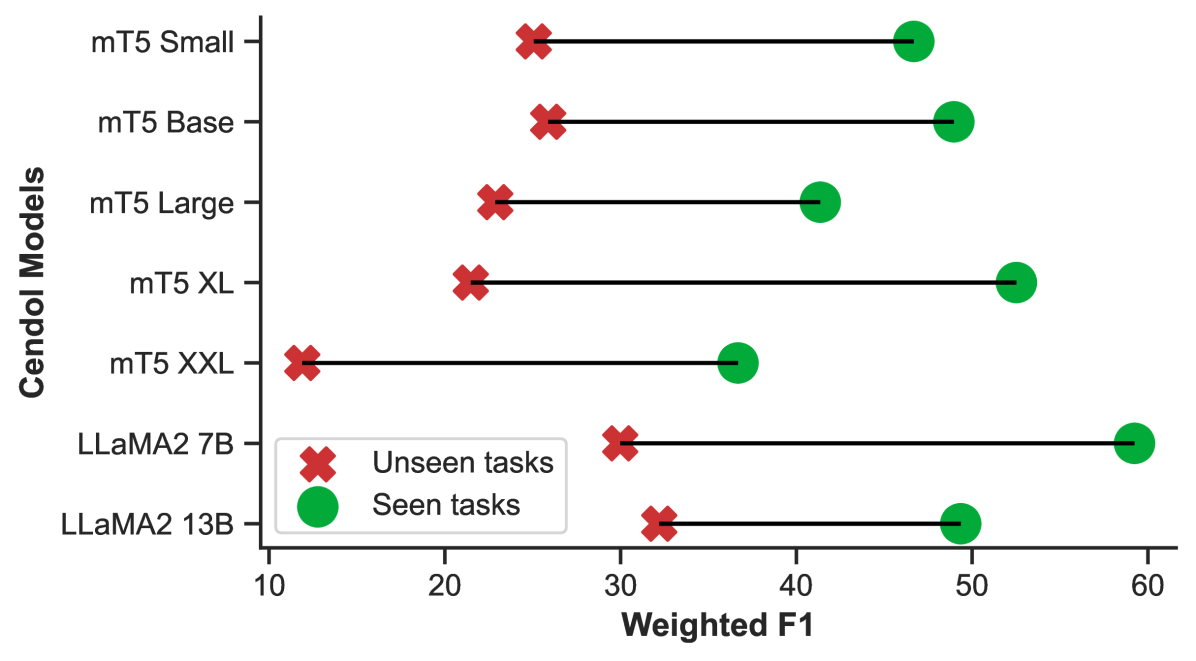 Cendol Models
mT5 Small
mT5 Base
mT5 Large
mT5 XL
mT5 XXL
LLaMA2 7B
LLaMA2 13B
Unseen tasks
Seen tasks
10 20 30 40 50 60
Weighted F1